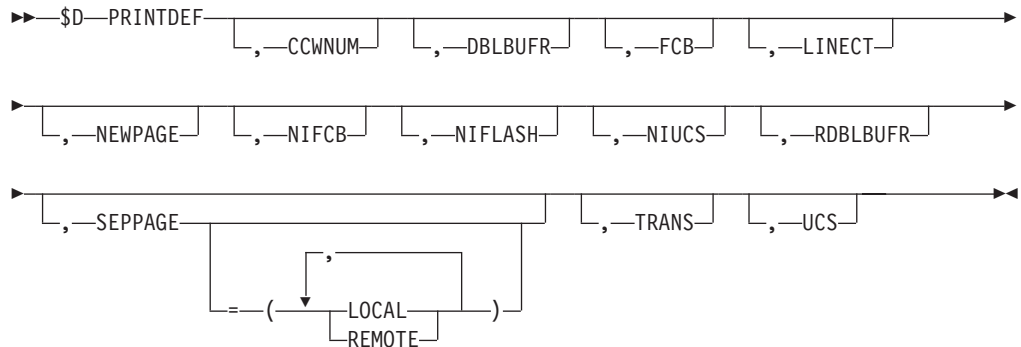 $D PRINTDEF , CCWNUM , DBLBUFR , FCB , LINECT
, NEWPAGE , NIFCB , NIFLASH , NIUCS , RDBLBUFR
, SEPPAGE , TRANS , UCS
,
= ( LOCAL )
REMOTE